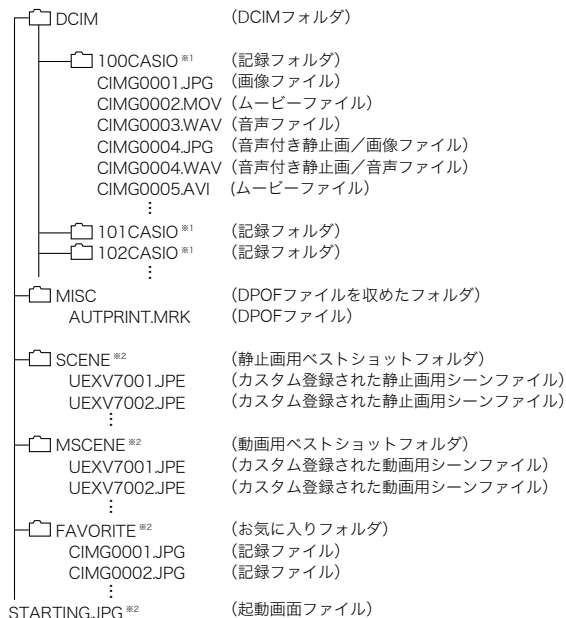 DCIM （DCIMフォルダ）
100CASIO ※1 （記録フォルダ）
CIMG0001.JPG （画像ファイル）
CIMG0002.MOV （ムービーファイル）
CIMG0003.WAV （音声ファイル）
CIMG0004.JPG （音声付き静止画／画像ファイル）
CIMG0004.WAV （音声付き静止画／音声ファイル）
CIMG0005.AVI （ムービーファイル）
⋮
101CASIO ※1 （記録フォルダ）
102CASIO ※1 （記録フォルダ）
⋮
MISC （DPOFファイルを収めたフォルダ）
AUTPRINT.MRK （DPOFファイル）
SCENE ※2 （静止画用ベストショットフォルダ）
UEXV7001.JPE （カスタム登録された静止画用シーンファイル）
UEXV7002.JPE （カスタム登録された静止画用シーンファイル）
⋮
MSCENE ※2 （動画用ベストショットフォルダ）
UEXV7001.JPE （カスタム登録された動画用シーンファイル）
UEXV7002.JPE （カスタム登録された動画用シーンファイル）
⋮
FAVORITE ※2 （お気に入りフォルダ）
CIMG0001.JPG （記録ファイル）
CIMG0002.JPG （記録ファイル）
⋮
STARTING.JPG ※2 （起動画面ファイル）